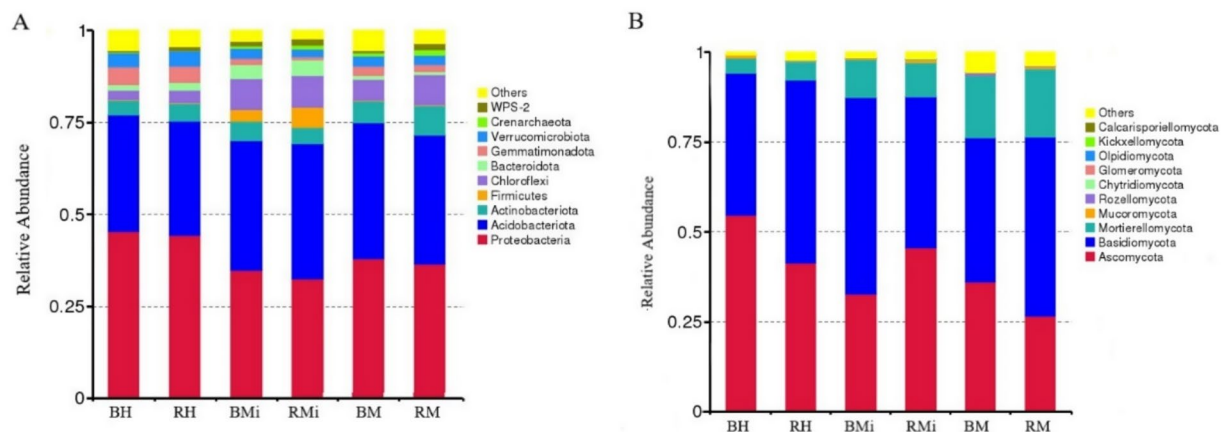 A
Relative Abundance
1
0.75
0.5
0.25
0
BH RH BMi RMi BM RM
Others
WPS-2
Crenarchaeota
Verrucomicrobiota
Gemmatimonadota
Bacteroidota
Chloroflexi
Firmicutes
Actinobacteriota
Acidobacteriota
Proteobacteria
B
Relative Abundance
1
0.75
0.5
0.25
0
BH RH BMi RMi BM RM
Others
Calcarisporiellomycota
Kickxellomycota
Olpidiomycota
Glomeromycota
Chytridiomycota
Rozellomycota
Mucoromycota
Mortierellomycota
Basidiomycota
Ascomycota